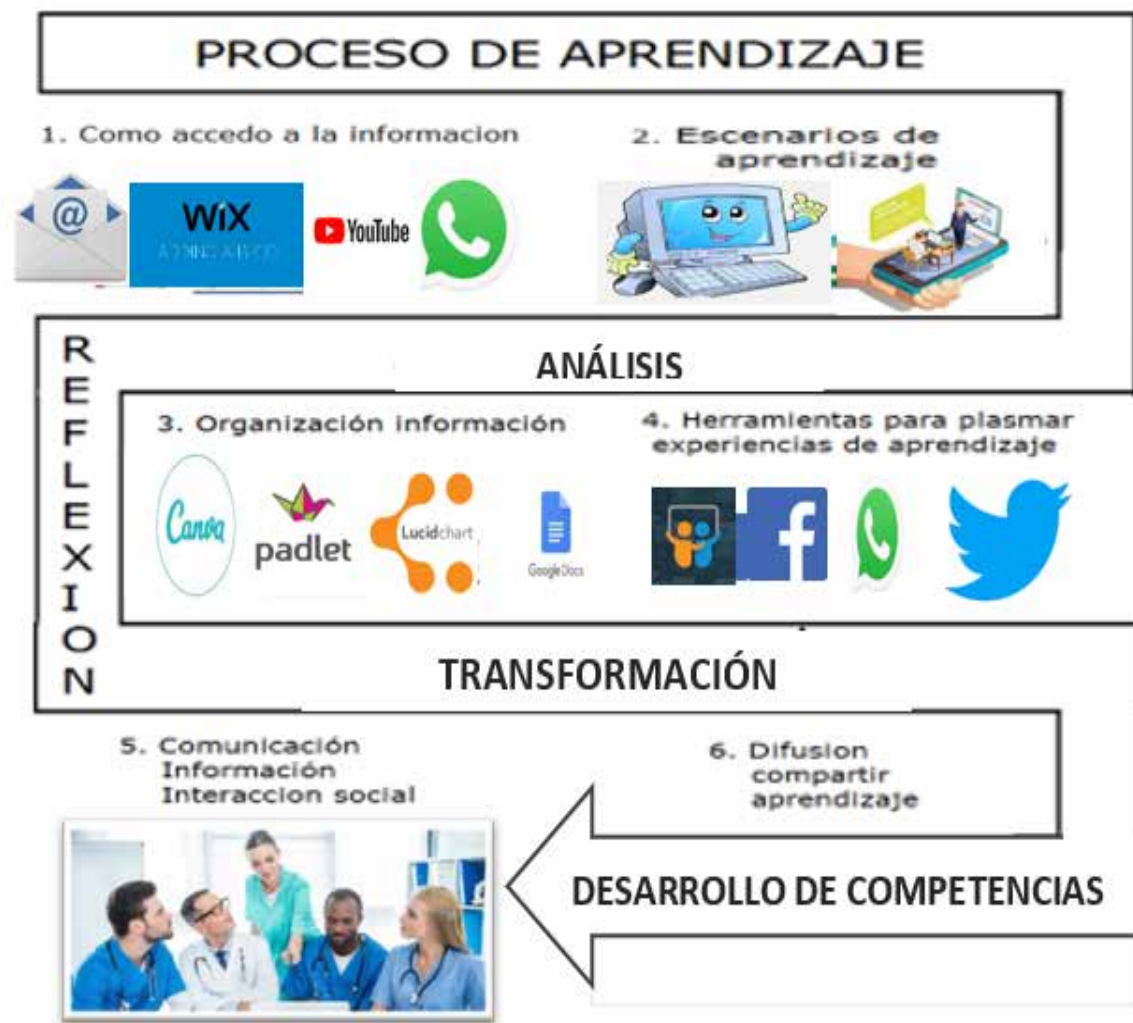 PROCESO DE APRENDIZAJE
1. Como accedo a la informacion
2. Escenarios de
aprendizaje
@
WiX
YouTube
REFLEXION
ANÁLISIS
3. Organización información
4. Herramientas para plasmar
experiencias de aprendizaje
Canva
padlet
Lucidchart
Google Docs
f
TRANSFORMACIÓN
5. Comunicación
Información
Interaccion social
6. Difusion
compartir
aprendizaje
DESARROLLO DE COMPETENCIAS